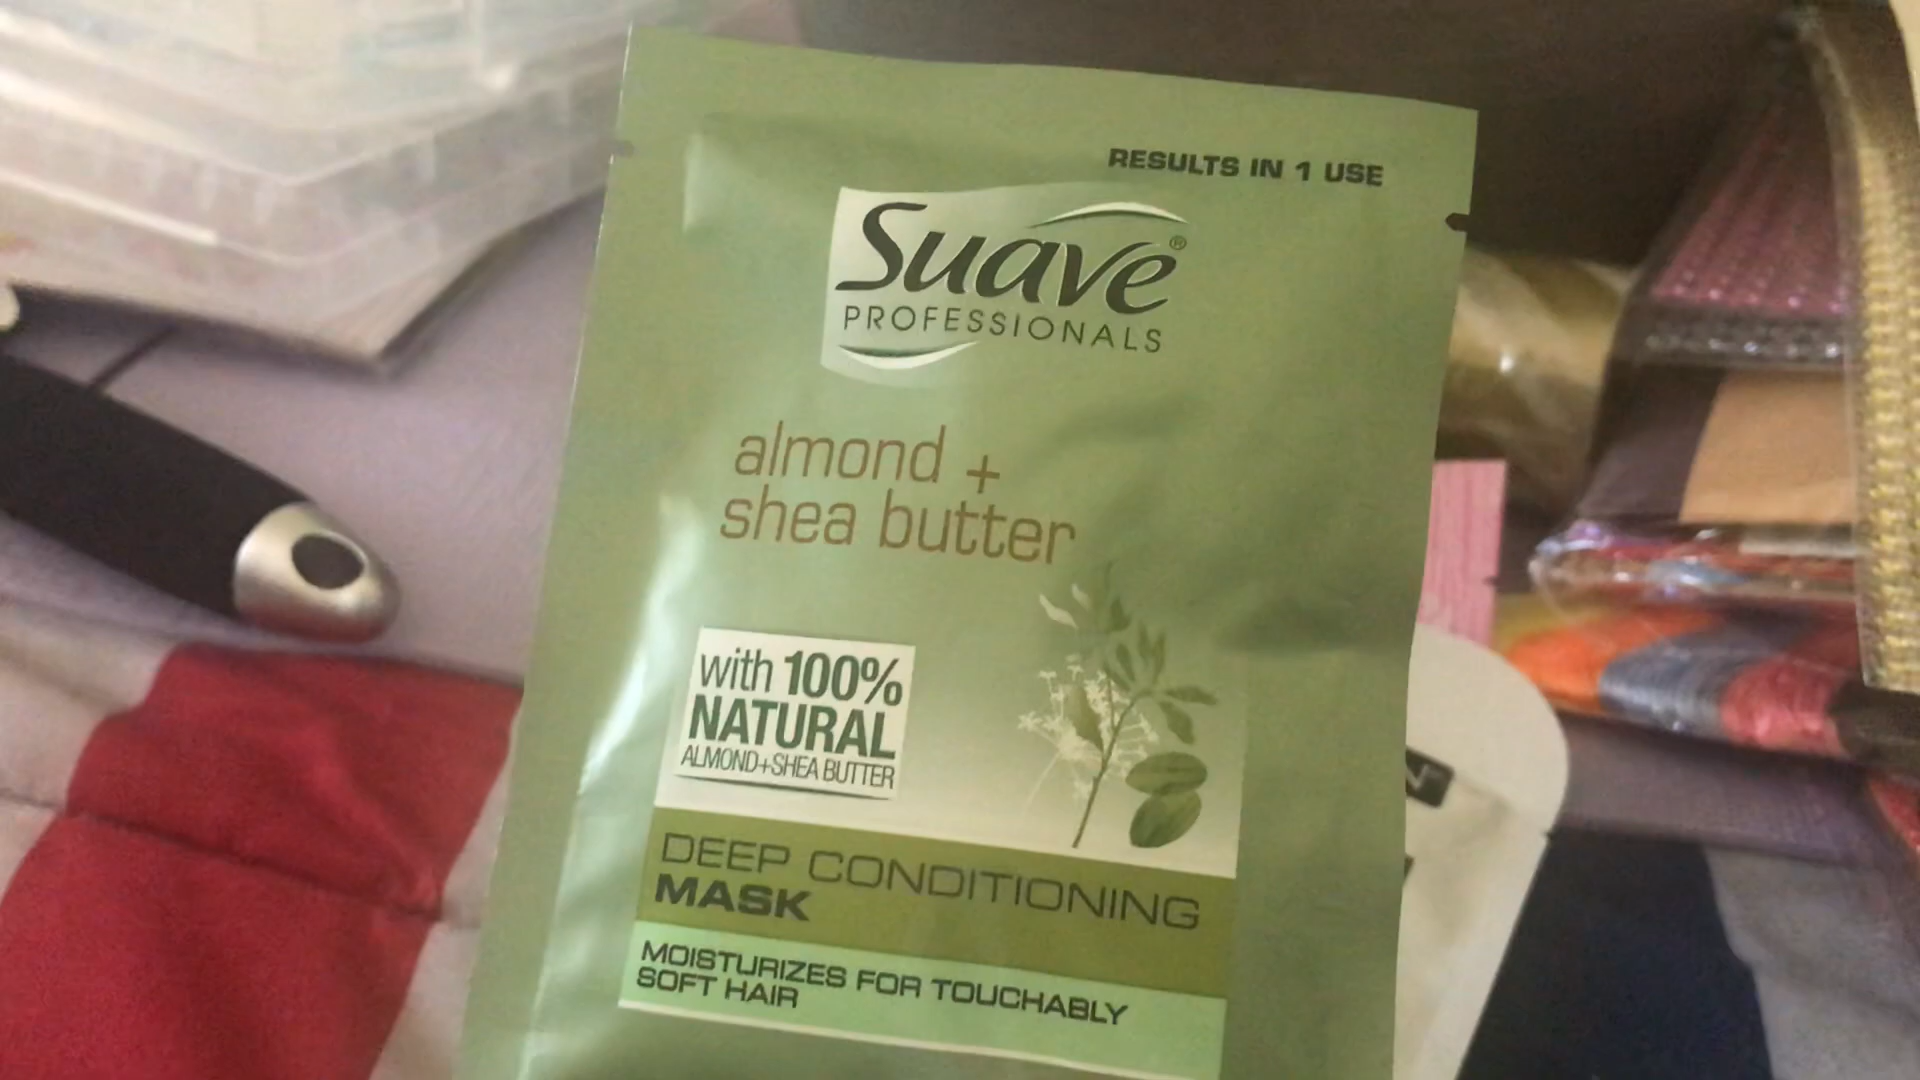 RESULTS IN 1 USE
Suave®
PROFESSIONALS
almond +
shea butter
with 100%
NATURAL
ALMOND+SHEA BUTTER
DEEP CONDITIONING
MASK
MOISTURIZES FOR TOUCHABLY
SOFT HAIR